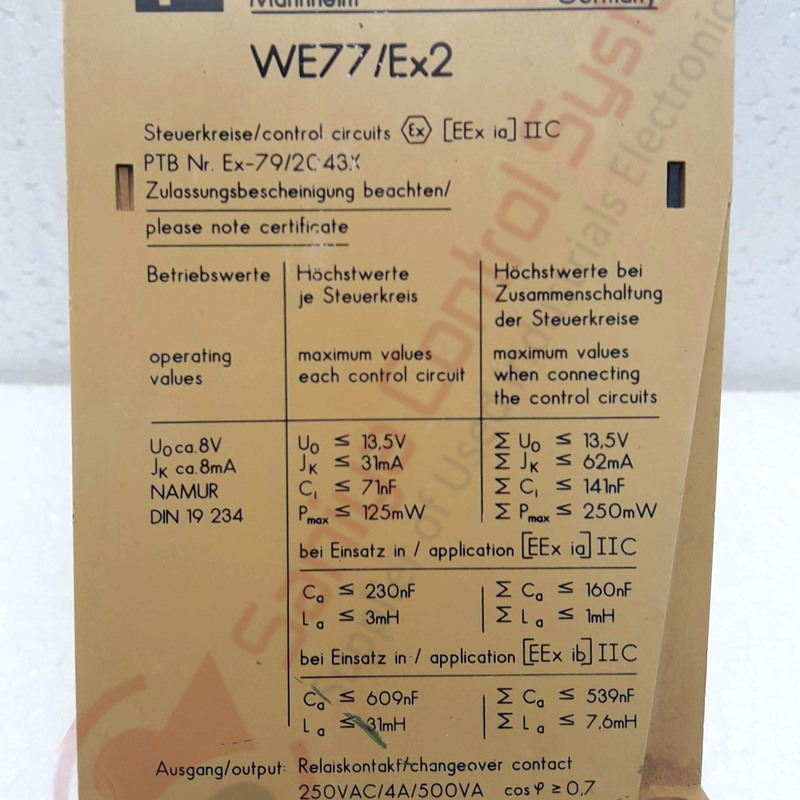 Mannheim Germany
WE77/Ex2
Steuerkreise/control circuits Ex [EEx ia] IIC
PTB Nr. Ex-79/2043X
Zulassungsbescheinigung beachten/
please note certificate
Betriebswerte
Höchstwerte
je Steuerkreis
Höchstwerte bei
Zusammenschaltung
der Steuerkreise
operating
values
maximum values
each control circuit
maximum values
when connecting
the control circuits
U₀ ca. 8V
Jₖ ca. 8mA
NAMUR
DIN 19 234
U₀ ≤ 13,5V
Jₖ ≤ 31mA
Cᵢ ≤ 71nF
Pmax ≤ 125mW
Σ U₀ ≤ 13,5V
Σ Jₖ ≤ 62mA
Σ Cᵢ ≤ 141nF
Σ Pmax ≤ 250mW
bei Einsatz in / application [EEx ia] IIC
Cₐ ≤ 230nF
Lₐ ≤ 3mH
Σ Cₐ ≤ 160nF
Σ Lₐ ≤ 1mH
bei Einsatz in / application [EEx ib] IIC
Cₐ ≤ 609nF
Lₐ ≤ 31mH
Σ Cₐ ≤ 539nF
Σ Lₐ ≤ 7,6mH
Ausgang/output: Relaiskontakt/changeover contact
250VAC/4A/500VA cos φ ≥ 0,7